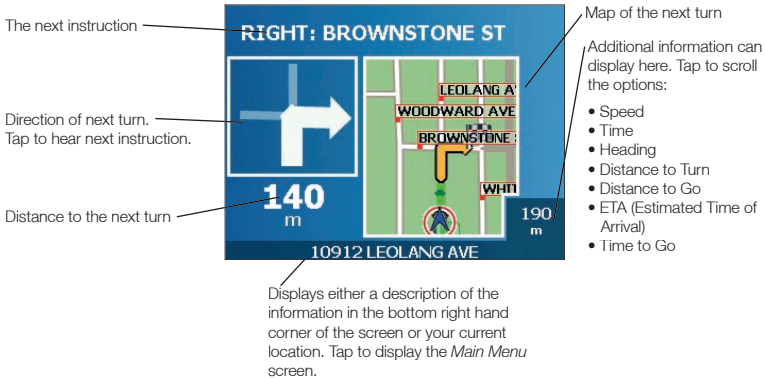 The next instruction
Direction of next turn.
Tap to hear next instruction.
Distance to the next turn
RIGHT: BROWNSTONE ST
LEOLANG A
WOODWARD AVE
BROWNSTONE
WHIT
140
m
190
m
10912 LEOLANG AVE
Map of the next turn
Additional information can
display here. Tap to scroll
the options:
• Speed
• Time
• Heading
• Distance to Turn
• Distance to Go
• ETA (Estimated Time of
Arrival)
• Time to Go
Displays either a description of the
information in the bottom right hand
corner of the screen or your current
location. Tap to display the Main Menu
screen.